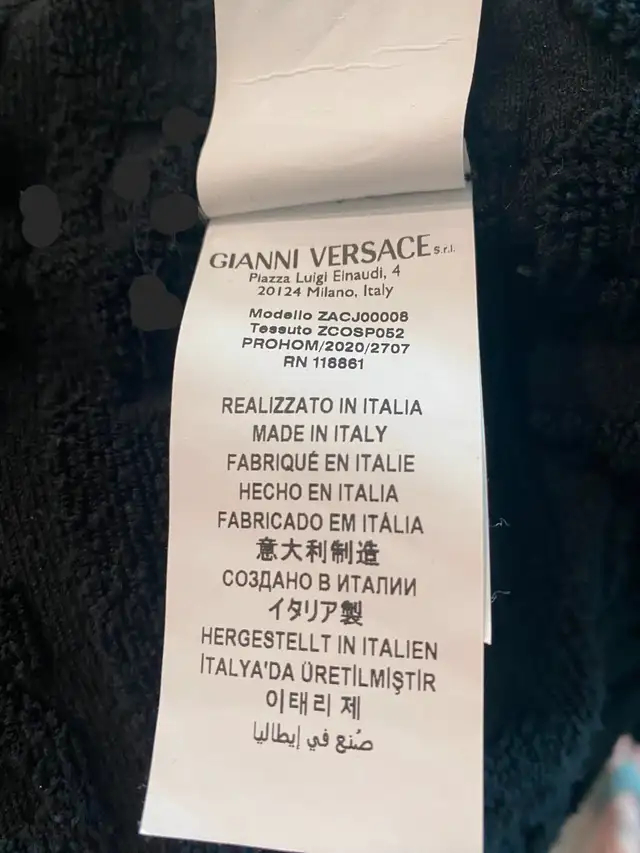 GIANNI VERSACE S.r.l.
Piazza Luigi Einaudi, 4
20124 Milano, Italy
Modello ZACJ00008
Tessuto ZCOSP052
PROHOM/2020/2707
RN 118861
REALIZZATO IN ITALIA
MADE IN ITALY
FABRIQUÉ EN ITALIE
HECHO EN ITALIA
FABRICADO EM ITÁLIA
意大利制造
СОЗДАНО В ИТАЛИИ
イタリア製
HERGESTELLT IN ITALIEN
İTALYA'DA ÜRETİLMİŞTİR
이태리 제
صُنع في إيطاليا